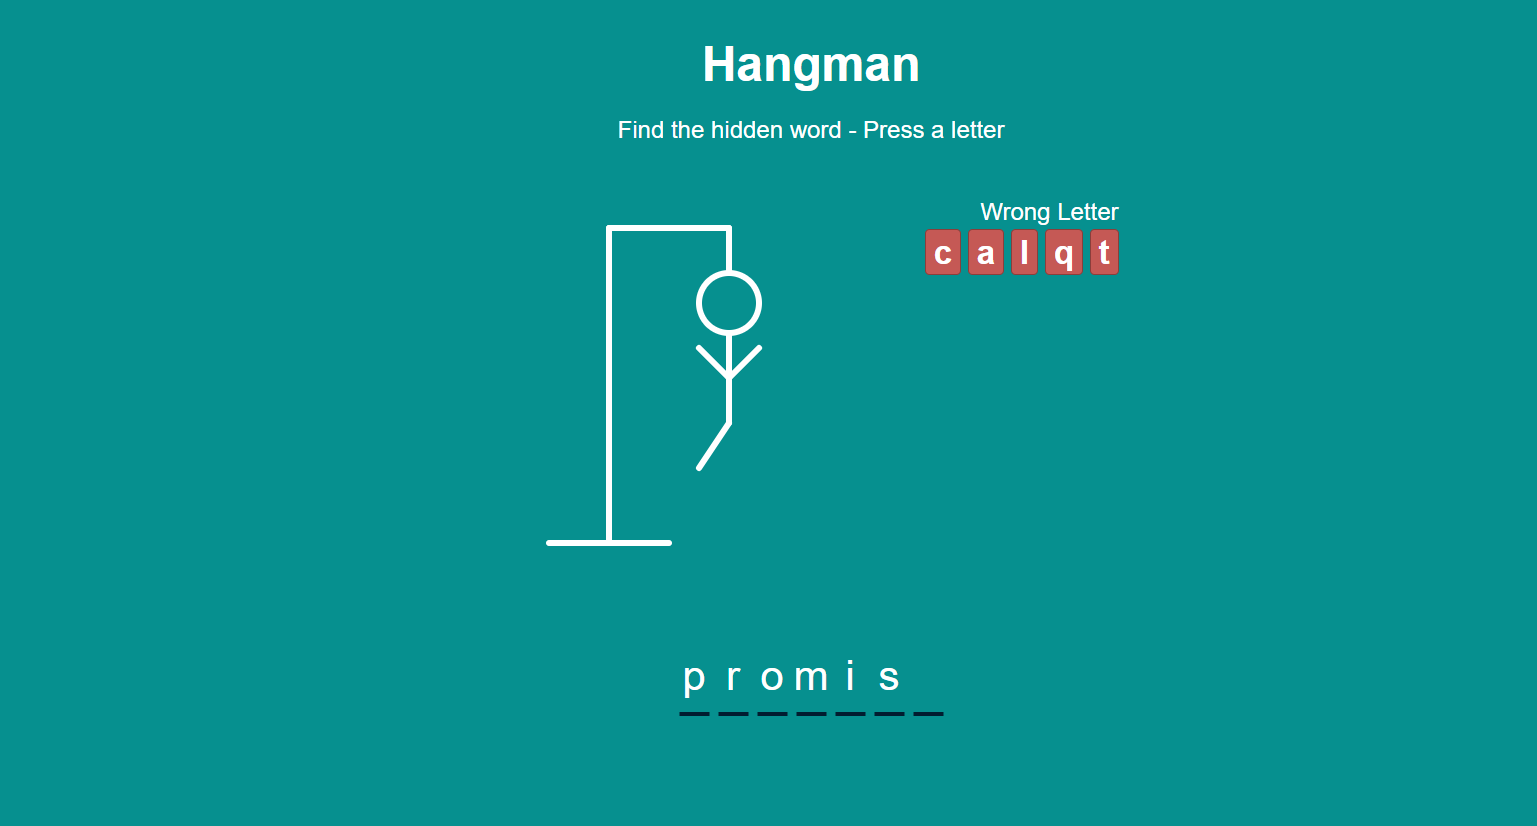 Hangman
Find the hidden word - Press a letter
Wrong Letter
c a l q t
p r o m i s